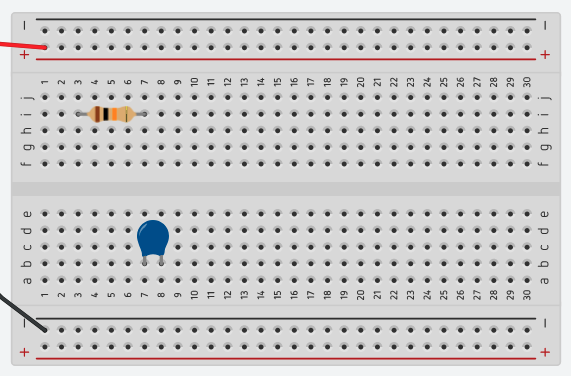 − −
+ +
1 2 3 4 5 6 7 8 9 10 11 12 13 14 15 16 17 18 19 20 21 22 23 24 25 26 27 28 29 30
j j
i i
h h
g g
f f
e e
d d
c c
b b
a a
1 2 3 4 5 6 7 8 9 10 11 12 13 14 15 16 17 18 19 20 21 22 23 24 25 26 27 28 29 30
− −
+ +